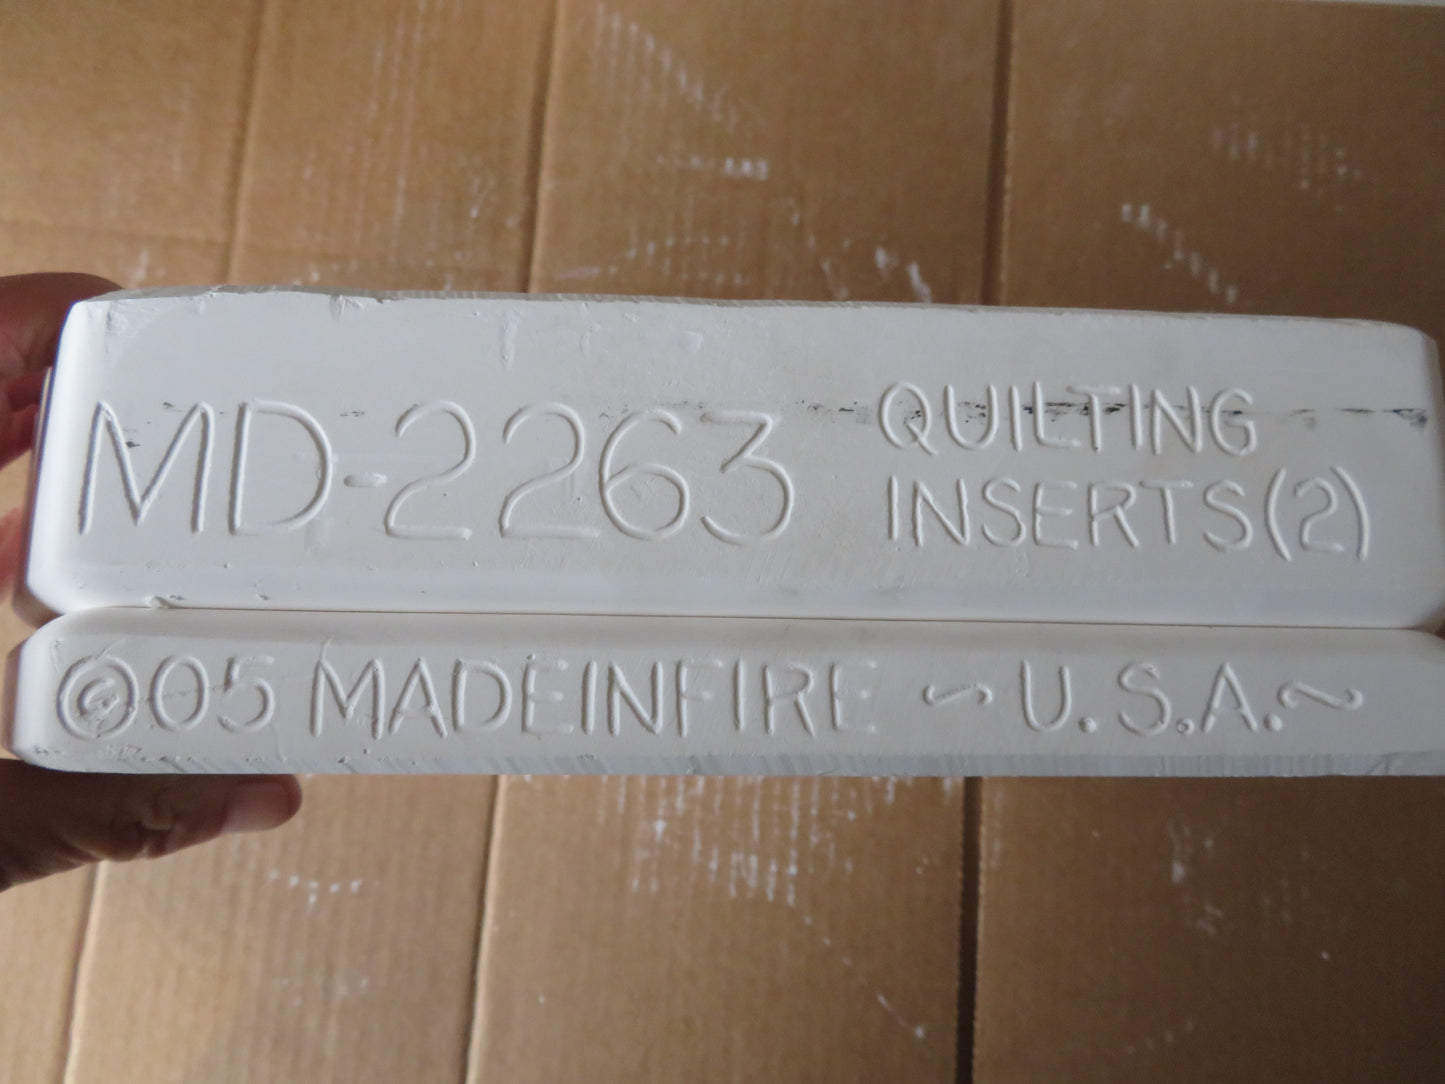 MD-2263 QUILTING
INSERTS (2)
©05 MADEINFIRE ~ U.S.A. ~